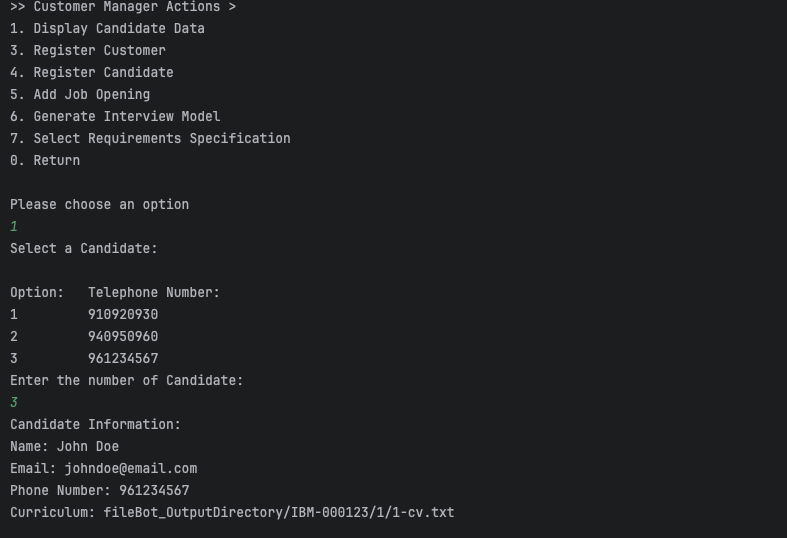 >> Customer Manager Actions >
1. Display Candidate Data
3. Register Customer
4. Register Candidate
5. Add Job Opening
6. Generate Interview Model
7. Select Requirements Specification
0. Return
Please choose an option
1
Select a Candidate:
Option:   Telephone Number:
1         910920930
2         940950960
3         961234567
Enter the number of Candidate:
3
Candidate Information:
Name: John Doe
Email: johndoe@email.com
Phone Number: 961234567
Curriculum: fileBot_OutputDirectory/IBM-000123/1/1-cv.txt